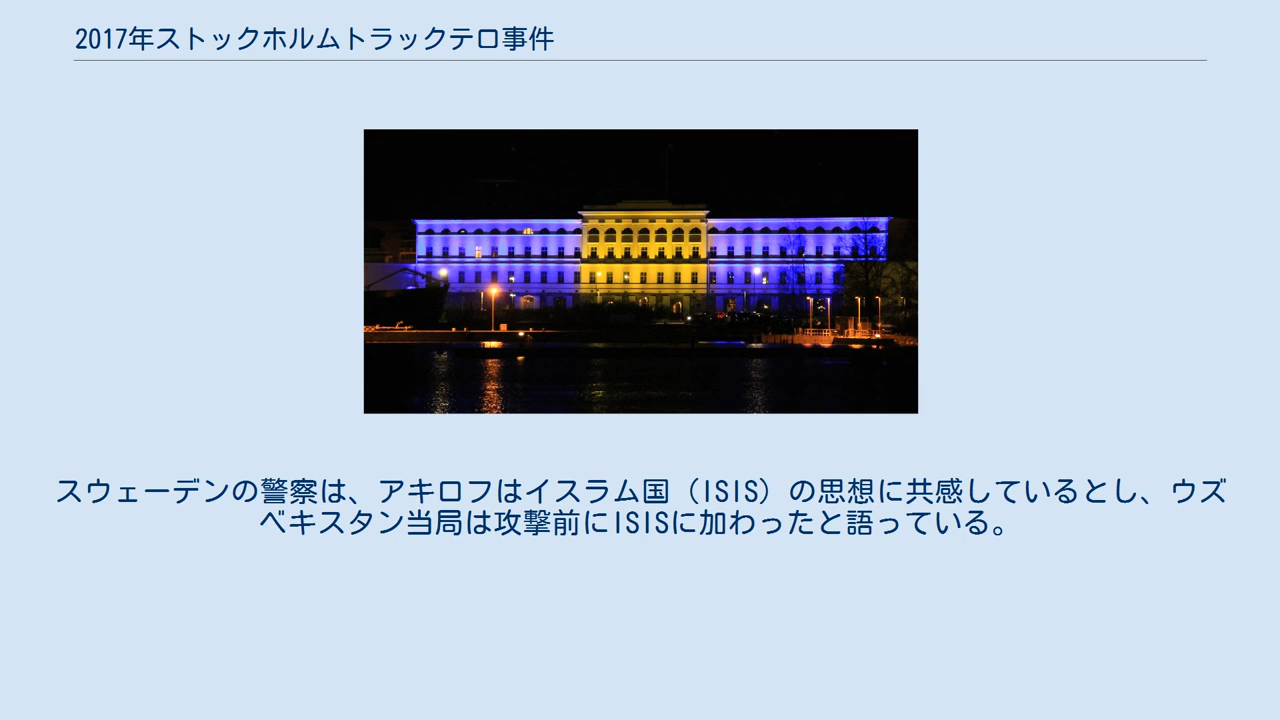 2017年ストックホルムトラックテロ事件
スウェーデンの警察は、アキロフはイスラム国（ISIS）の思想に共感しているとし、ウズ
ベキスタン当局は攻撃前にISISに加わったと語っている。